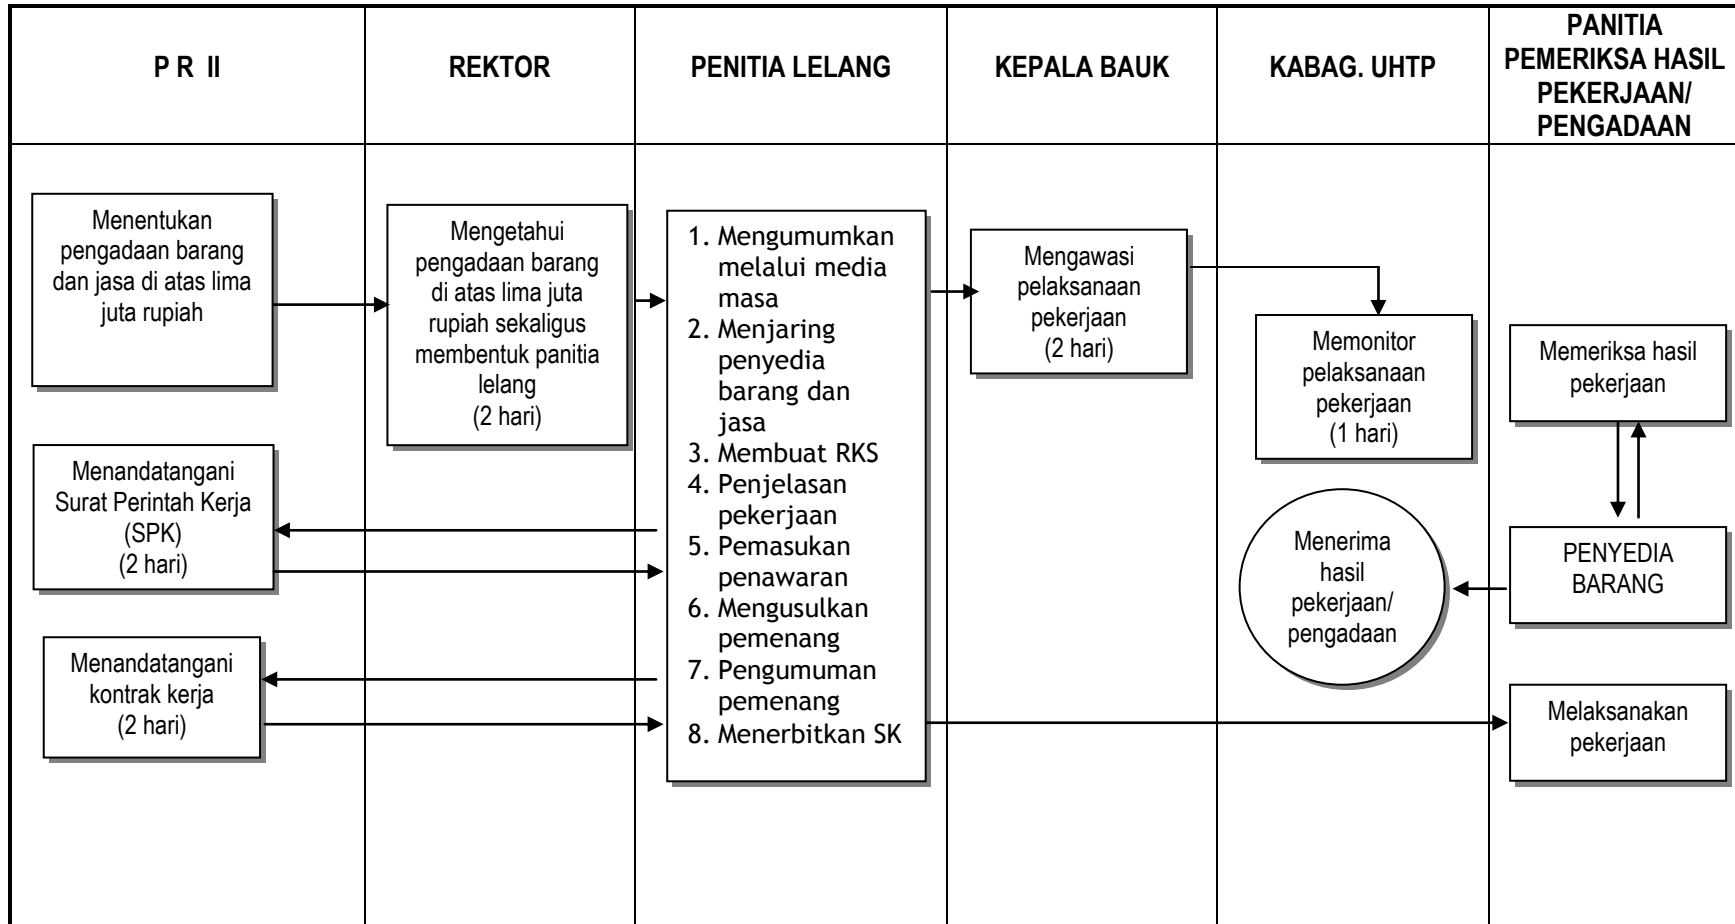 P R II
REKTOR
PENITIA LELANG
KEPALA BAUK
KABAG. UHTP
PANITIA
PEMERIKSA HASIL
PEKERJAAN/
PENGADAAN
Menentukan
pengadaan barang
dan jasa di atas lima
juta rupiah
Mengetahui
pengadaan barang
di atas lima juta
rupiah sekaligus
membentuk panitia
lelang
(2 hari)
1. Mengumumkan
melalui media
masa
2. Menjaring
penyedia
barang dan
jasa
3. Membuat RKS
4. Penjelasan
pekerjaan
5. Pemasukan
penawaran
6. Mengusulkan
pemenang
7. Pengumuman
pemenang
8. Menerbitkan SK
Mengawasi
pelaksanaan
pekerjaan
(2 hari)
Memonitor
pelaksanaan
pekerjaan
(1 hari)
Memeriksa hasil
pekerjaan
Menandatangani
Surat Perintah Kerja
(SPK)
(2 hari)
Menerima
hasil
pekerjaan/
pengadaan
PENYEDIA
BARANG
Menandatangani
kontrak kerja
(2 hari)
Melaksanakan
pekerjaan